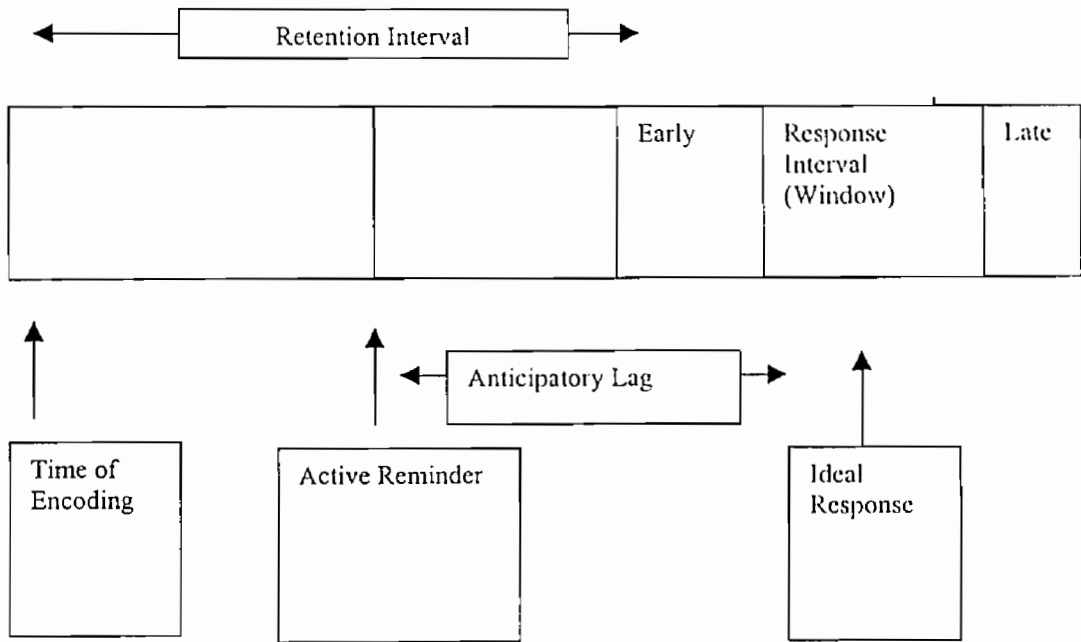 Retention Interval
Early
Response
Interval
(Window)
Late
Anticipatory Lag
Time of
Encoding
Active Reminder
Ideal
Response